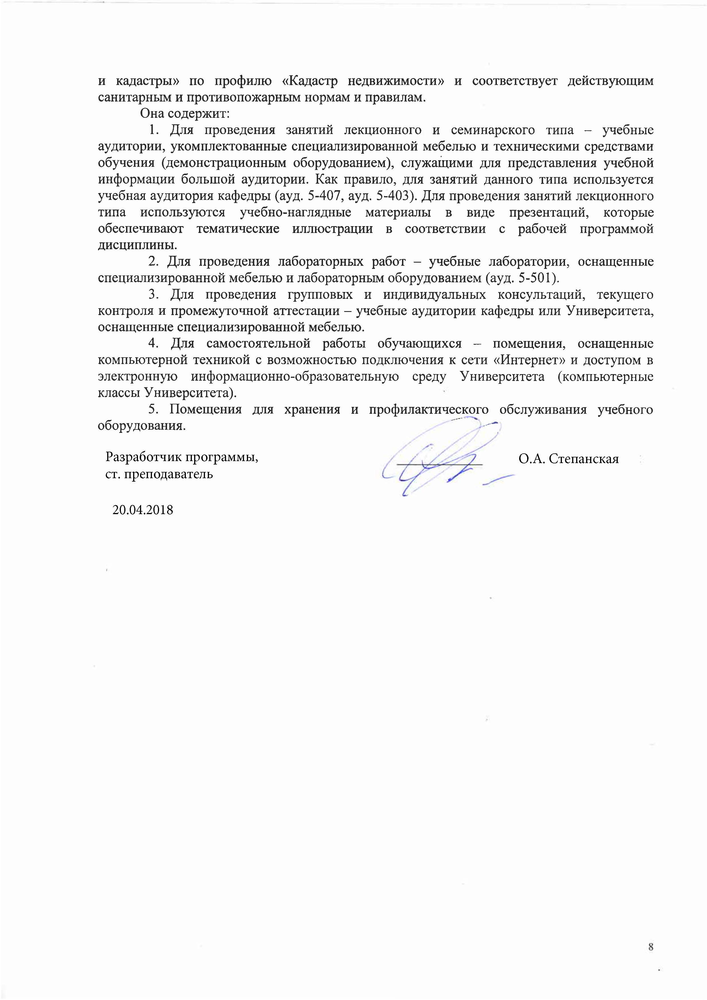 и кадастры» по профилю «Кадастр недвижимости» и соответствует действующим
санитарным и противопожарным нормам и правилам.
Она содержит:
1. Для проведения занятий лекционного и семинарского типа – учебные
аудитории, укомплектованные специализированной мебелью и техническими средствами
обучения (демонстрационным оборудованием), служащими для представления учебной
информации большой аудитории. Как правило, для занятий данного типа используется
учебная аудитория кафедры (ауд. 5-407, ауд. 5-403). Для проведения занятий лекционного
типа используются учебно-наглядные материалы в виде презентаций, которые
обеспечивают тематические иллюстрации в соответствии с рабочей программой
дисциплины.
2. Для проведения лабораторных работ – учебные лаборатории, оснащенные
специализированной мебелью и лабораторным оборудованием (ауд. 5-501).
3. Для проведения групповых и индивидуальных консультаций, текущего
контроля и промежуточной аттестации – учебные аудитории кафедры или Университета,
оснащенные специализированной мебелью.
4. Для самостоятельной работы обучающихся – помещения, оснащенные
компьютерной техникой с возможностью подключения к сети «Интернет» и доступом в
электронную информационно-образовательную среду Университета (компьютерные
классы Университета).
5. Помещения для хранения и профилактического обслуживания учебного
оборудования.
Разработчик программы, О.А. Степанская
ст. преподаватель
20.04.2018
8